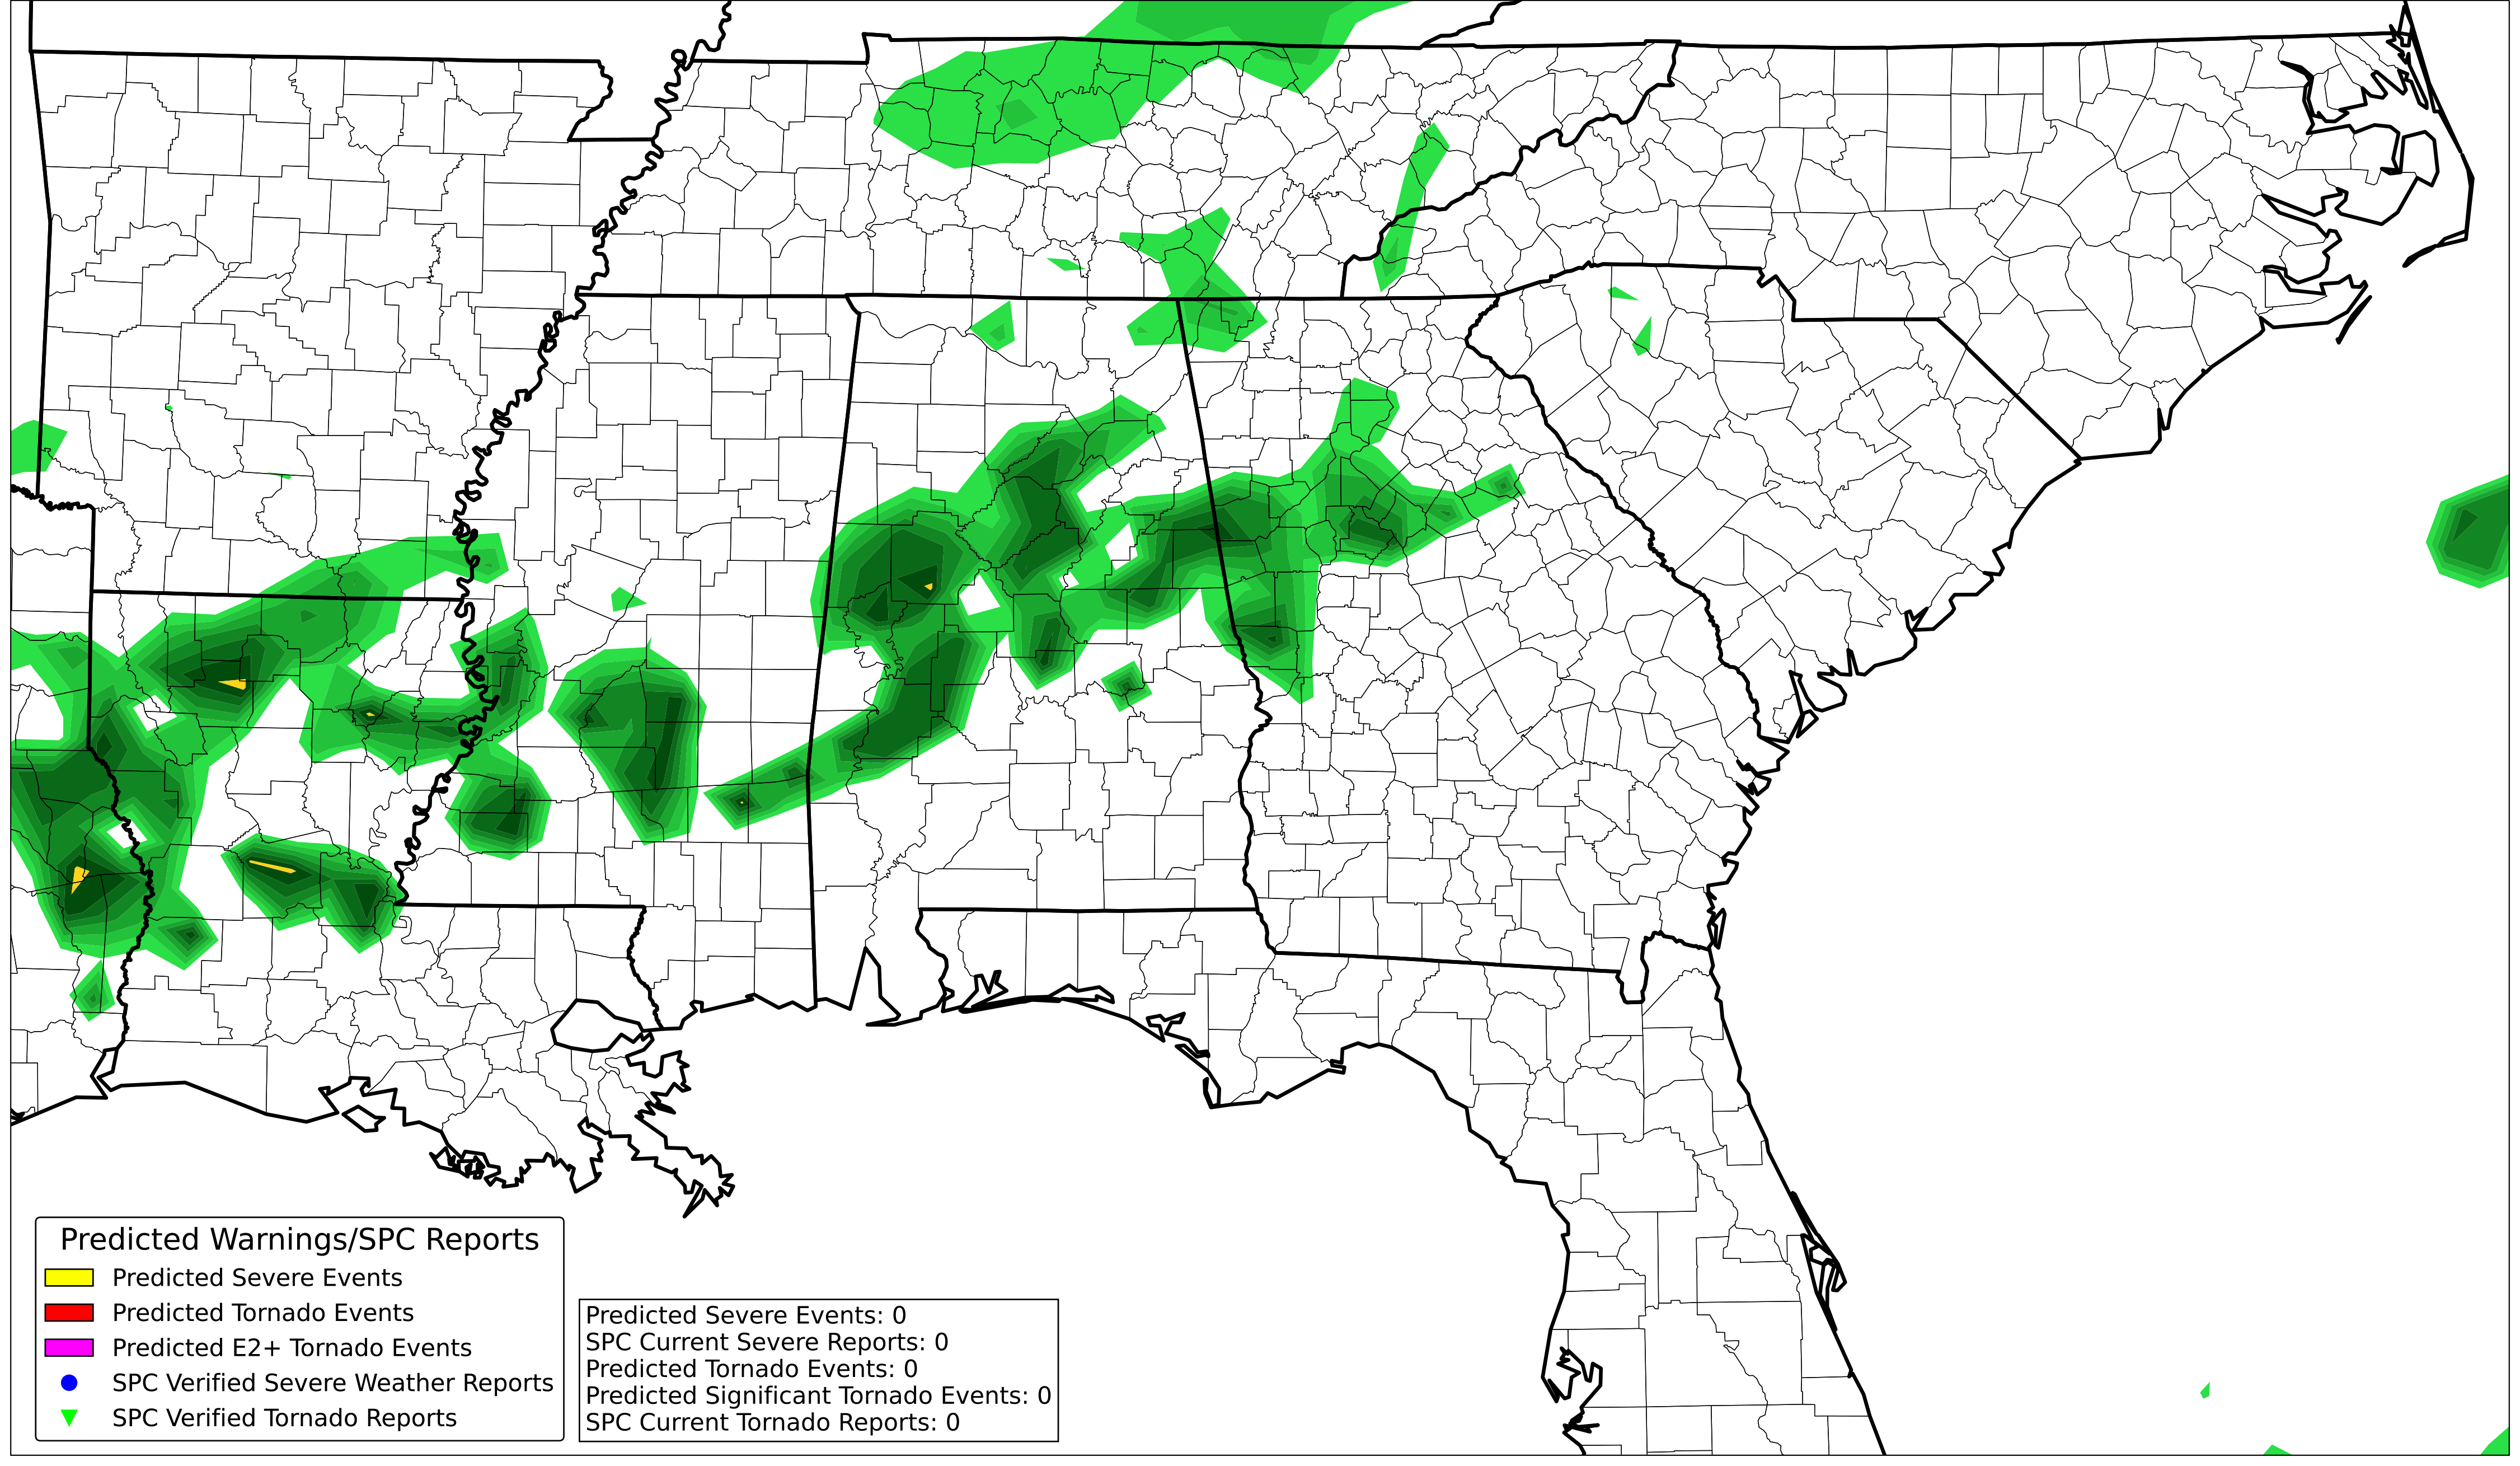 Predicted Warnings/SPC Reports
Predicted Severe Events
Predicted Tornado Events
Predicted E2+ Tornado Events
SPC Verified Severe Weather Reports
SPC Verified Tornado Reports
Predicted Severe Events: 0
SPC Current Severe Reports: 0
Predicted Tornado Events: 0
Predicted Significant Tornado Events: 0
SPC Current Tornado Reports: 0